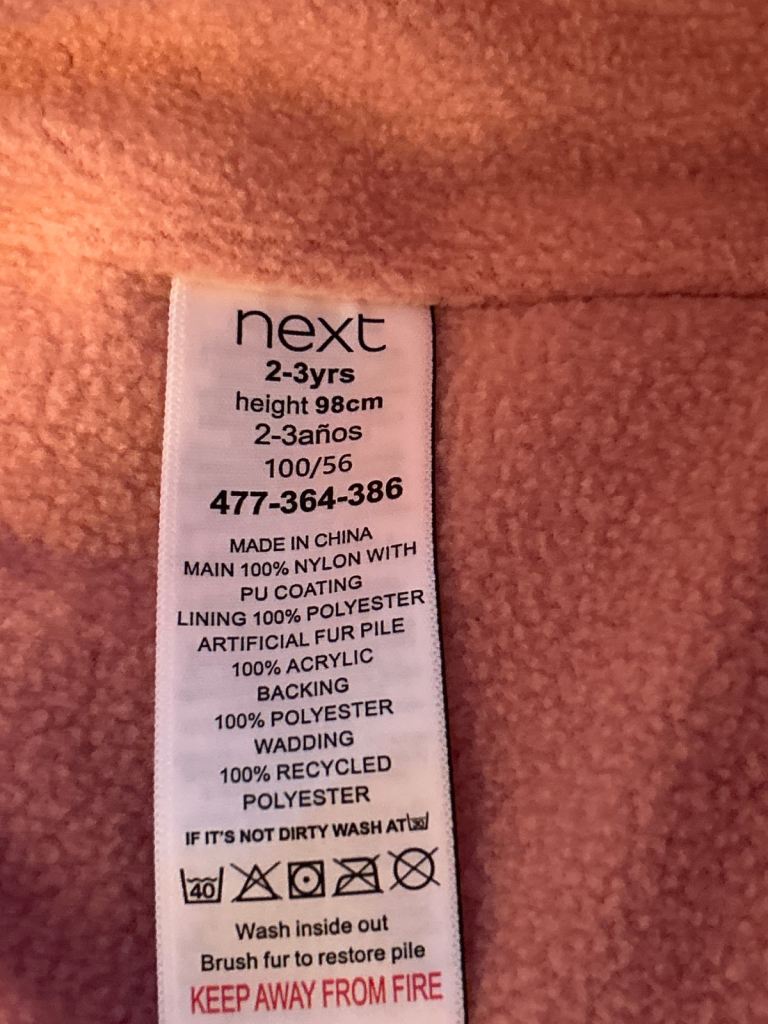 next
2-3yrs
height 98cm
2-3años
100/56
477-364-386
MADE IN CHINA
MAIN 100% NYLON WITH
PU COATING
LINING 100% POLYESTER
ARTIFICIAL FUR PILE
100% ACRYLIC
BACKING
100% POLYESTER
WADDING
100% RECYCLED
POLYESTER
IF IT'S NOT DIRTY WASH AT 30
40
Wash inside out
Brush fur to restore pile
KEEP AWAY FROM FIRE